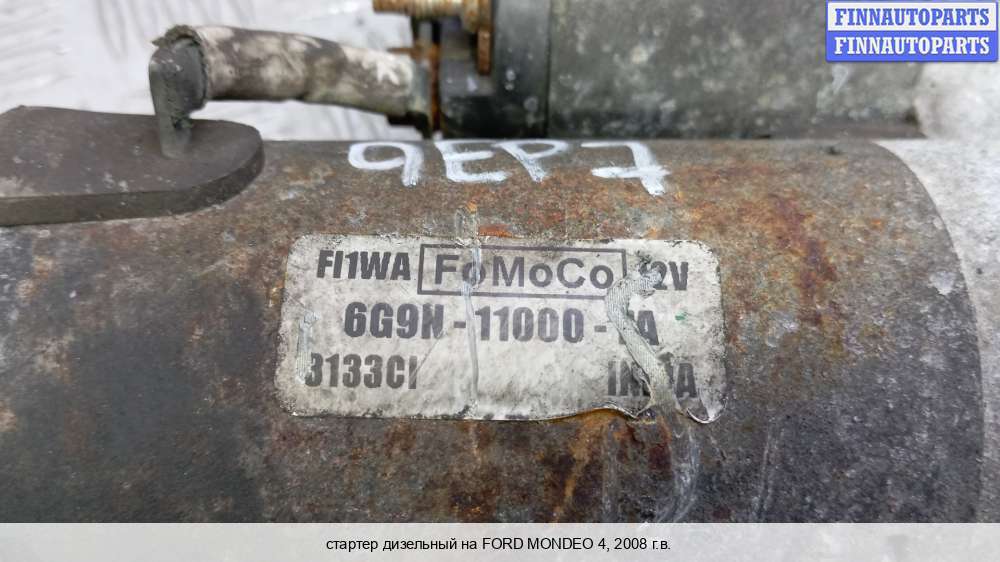 FINNAUTOPARTS
FINNAUTOPARTS
9EP7
FI1WA FoMoCo 12V
6G9N - 11000 -
3133CI
стартер дизельный на FORD MONDEO 4, 2008 г.в.